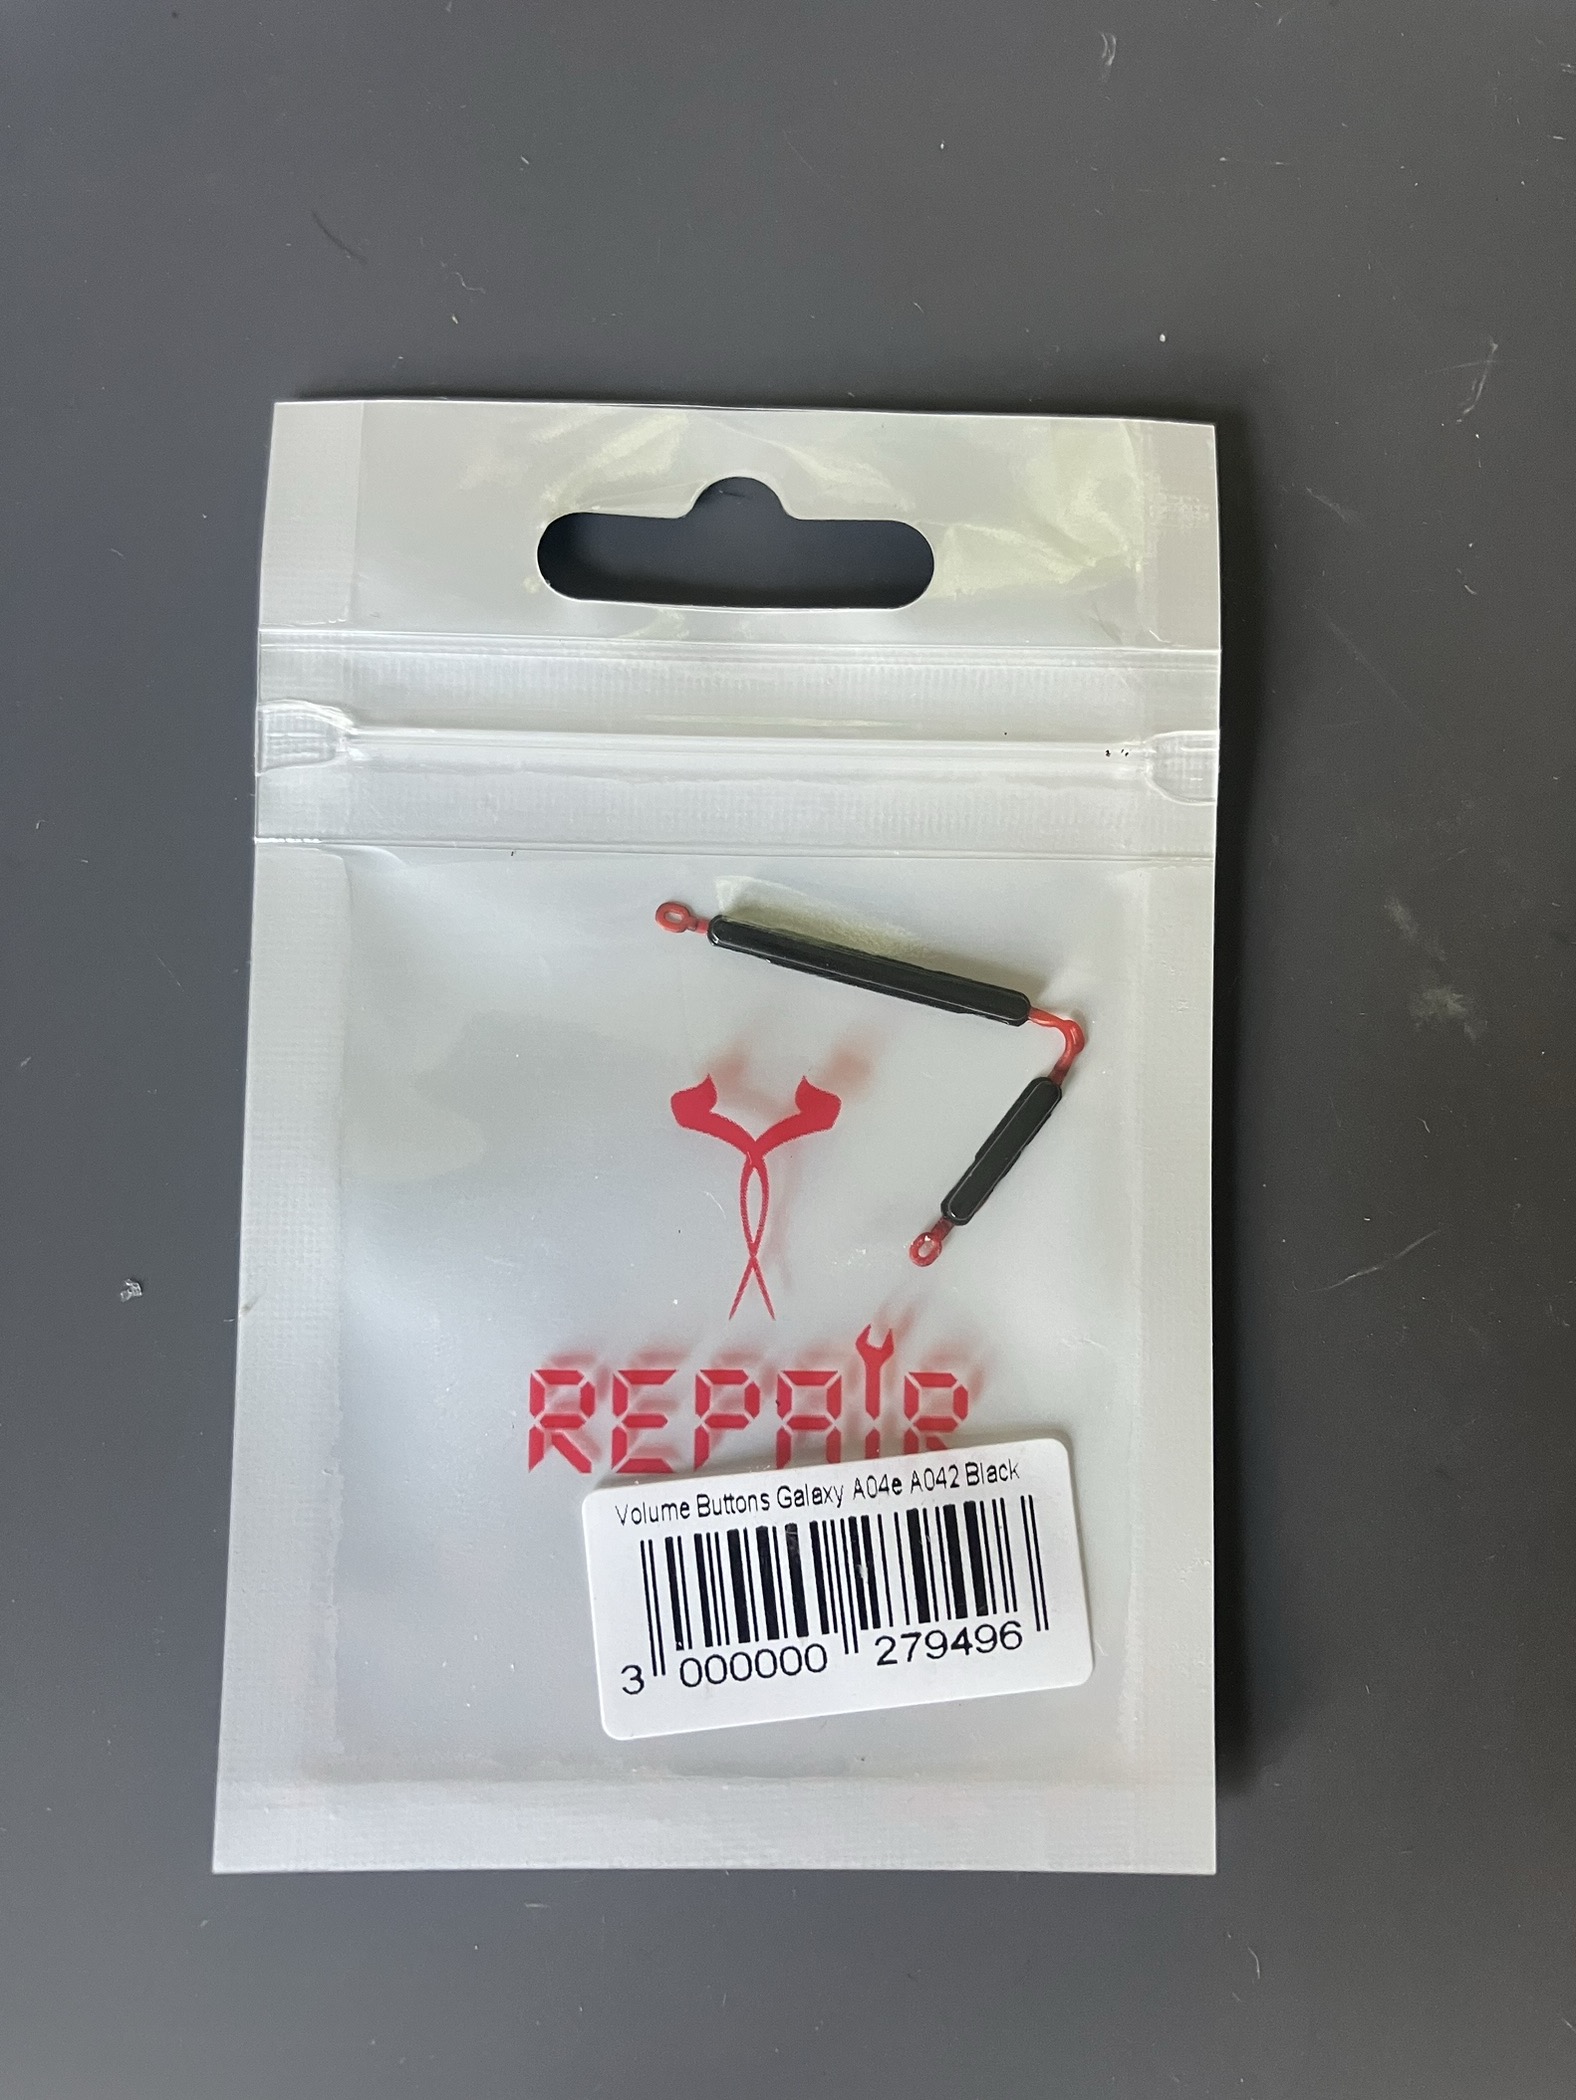 REPAIR
Volume Buttons Galaxy A04e A042 Black
3 000000 279496